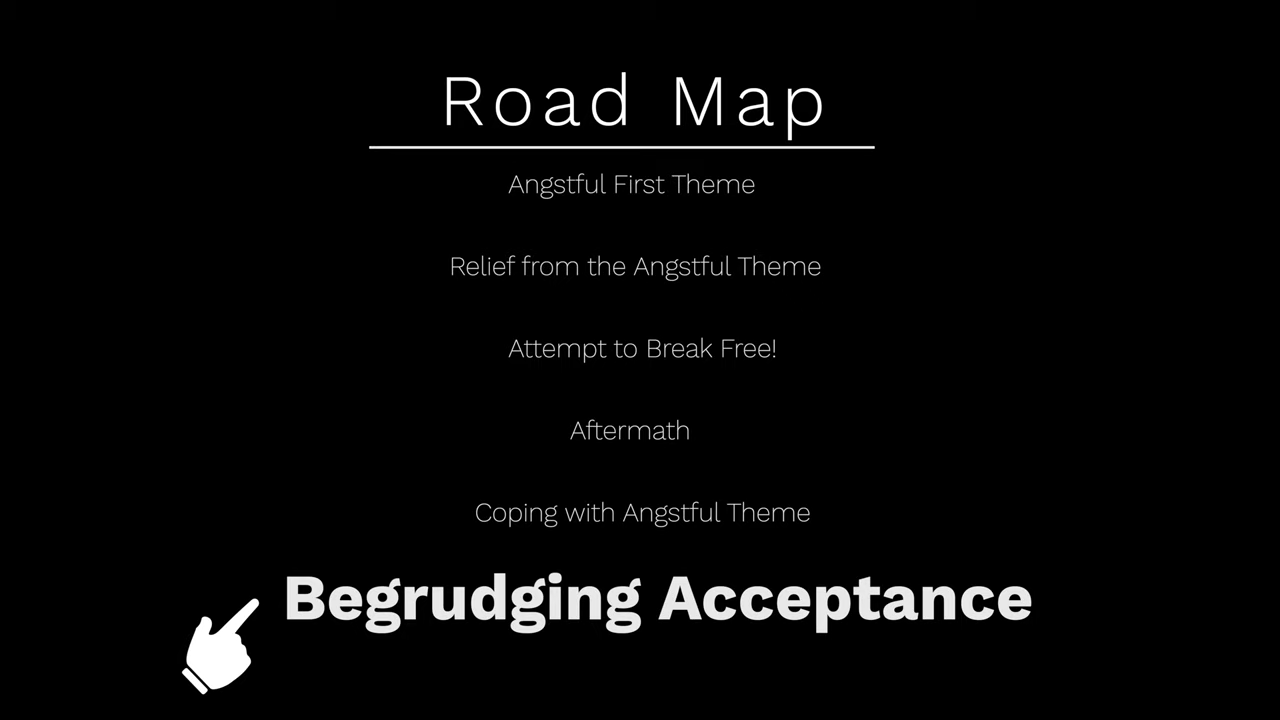 Road Map
Angstful First Theme
Relief from the Angstful Theme
Attempt to Break Free!
Aftermath
Coping with Angstful Theme
Begrudging Acceptance